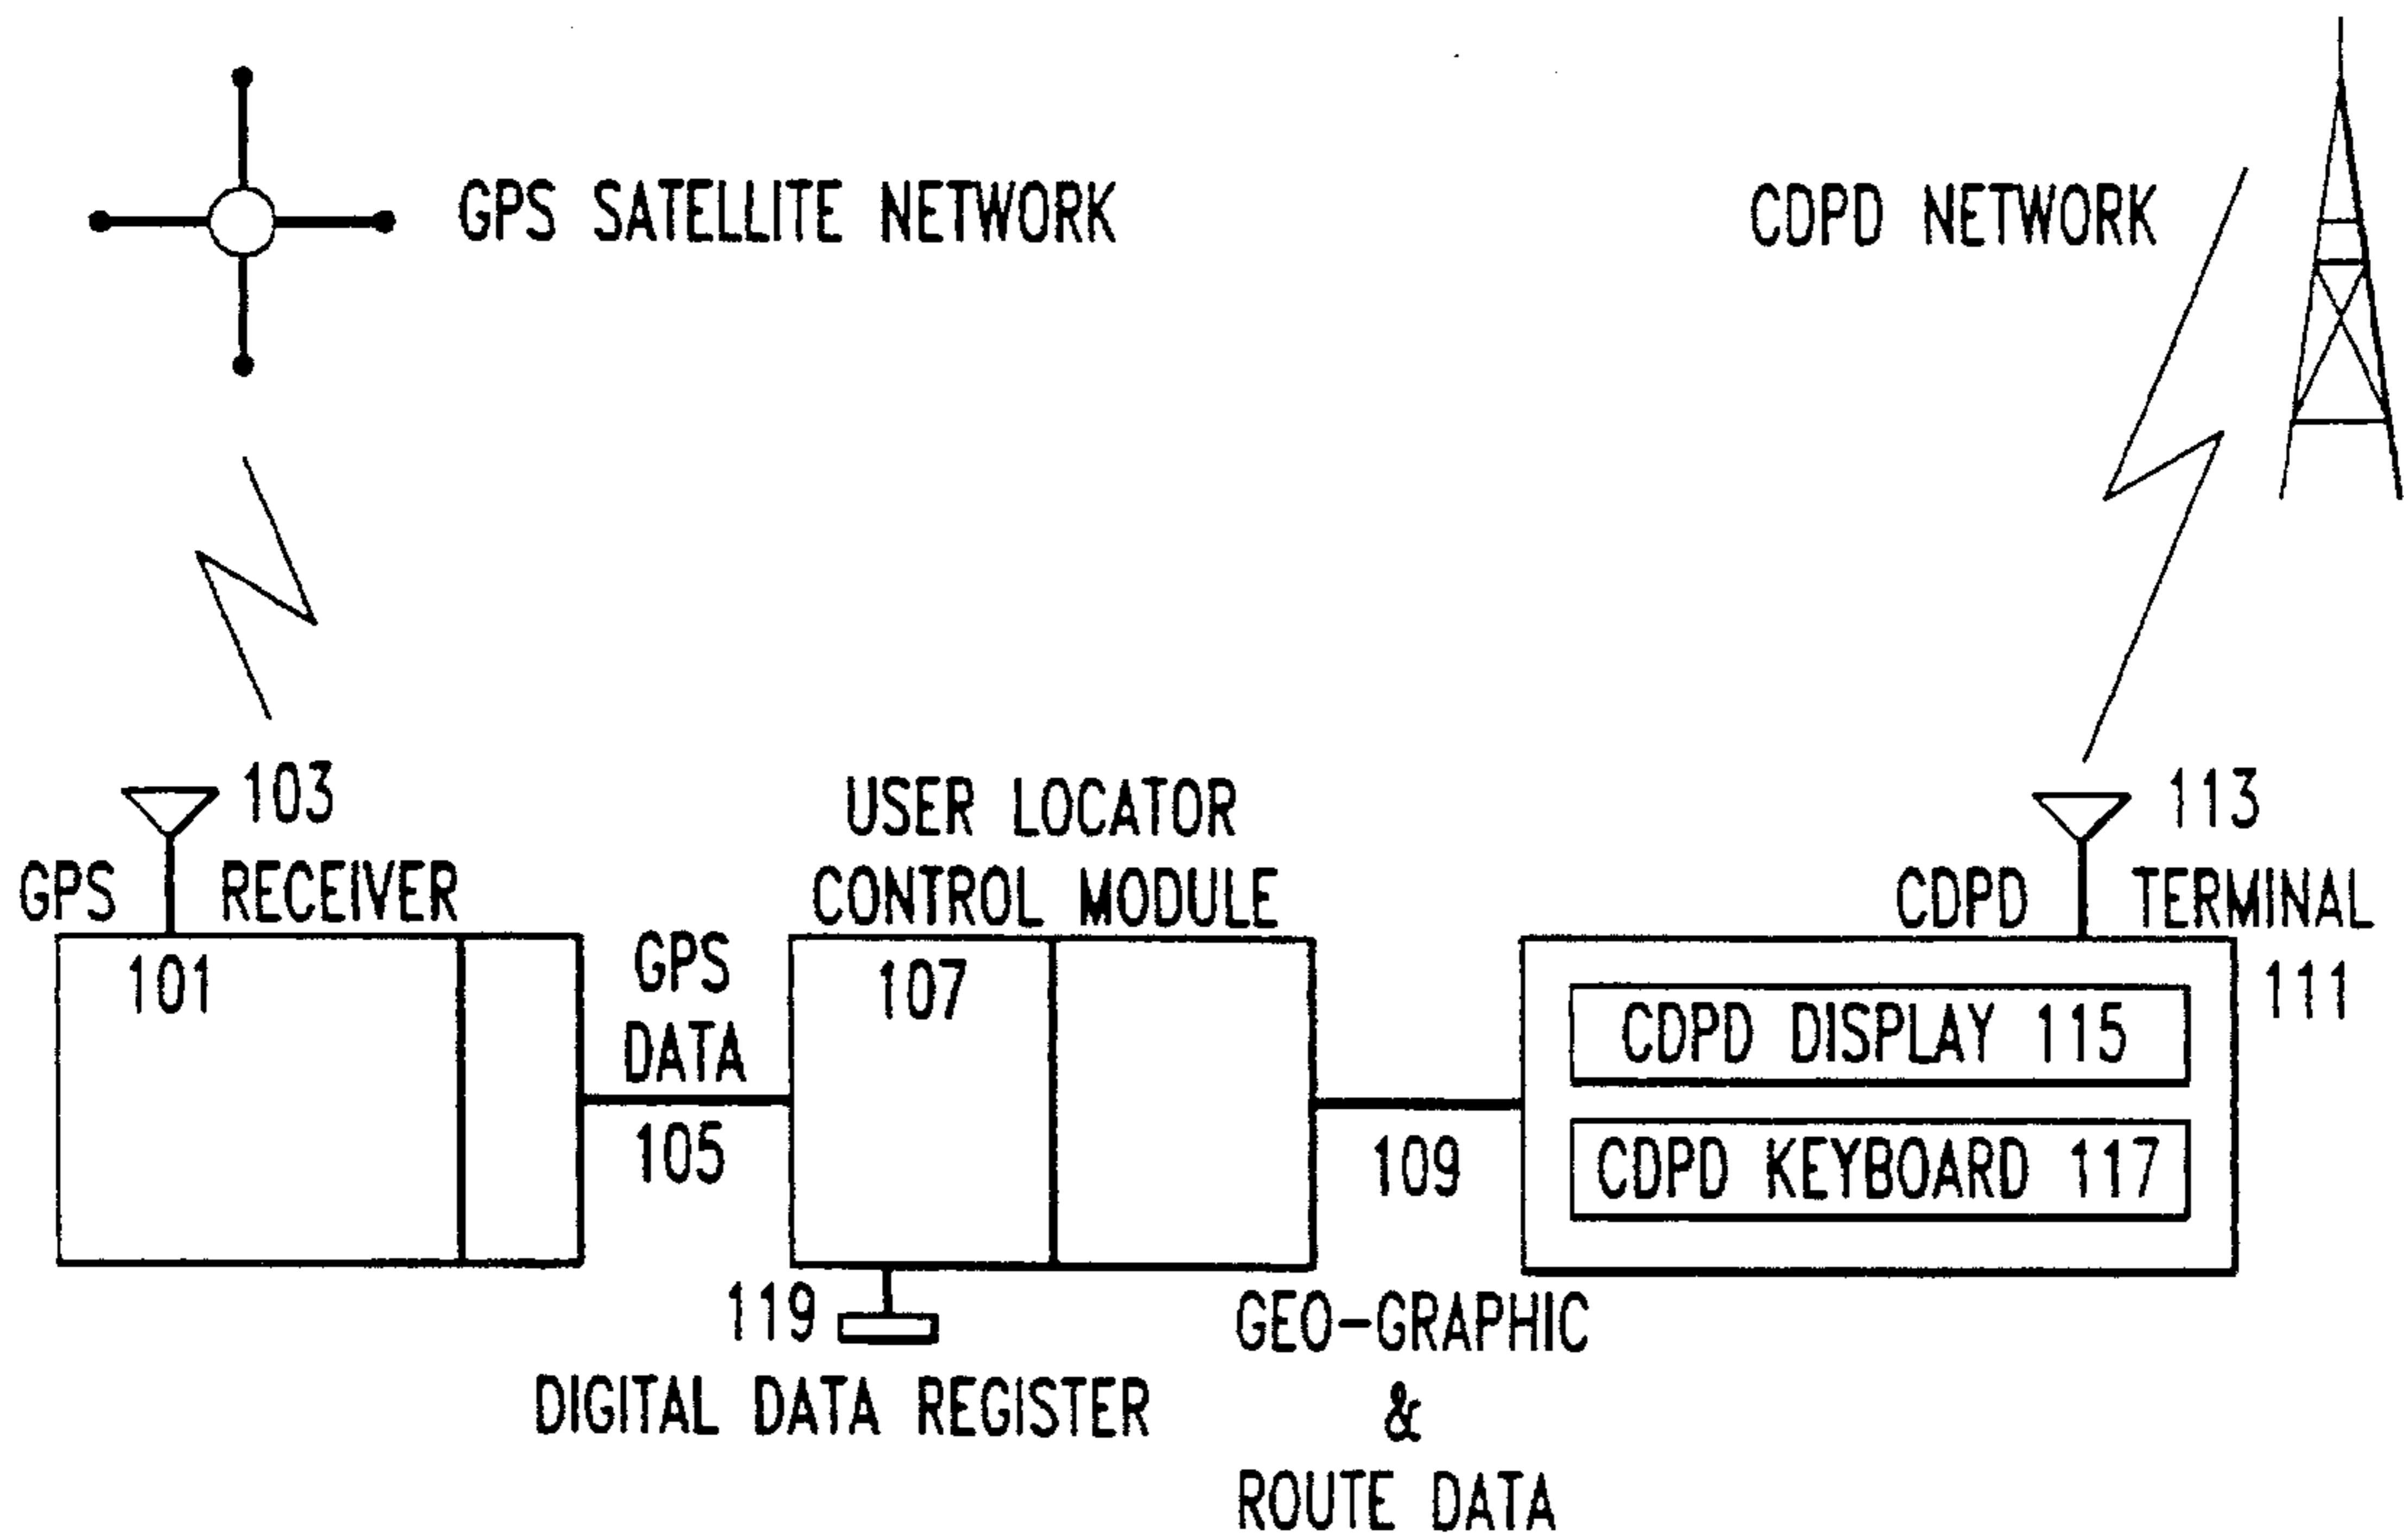 GPS SATELLITE NETWORK
CDPD NETWORK
103
GPS RECEIVER
101
GPS
DATA
105
USER LOCATOR
CONTROL MODULE
107
119
DIGITAL DATA REGISTER
109
GEO-GRAPHIC
&
ROUTE DATA
113
CDPD TERMINAL
111
CDPD DISPLAY 115
CDPD KEYBOARD 117